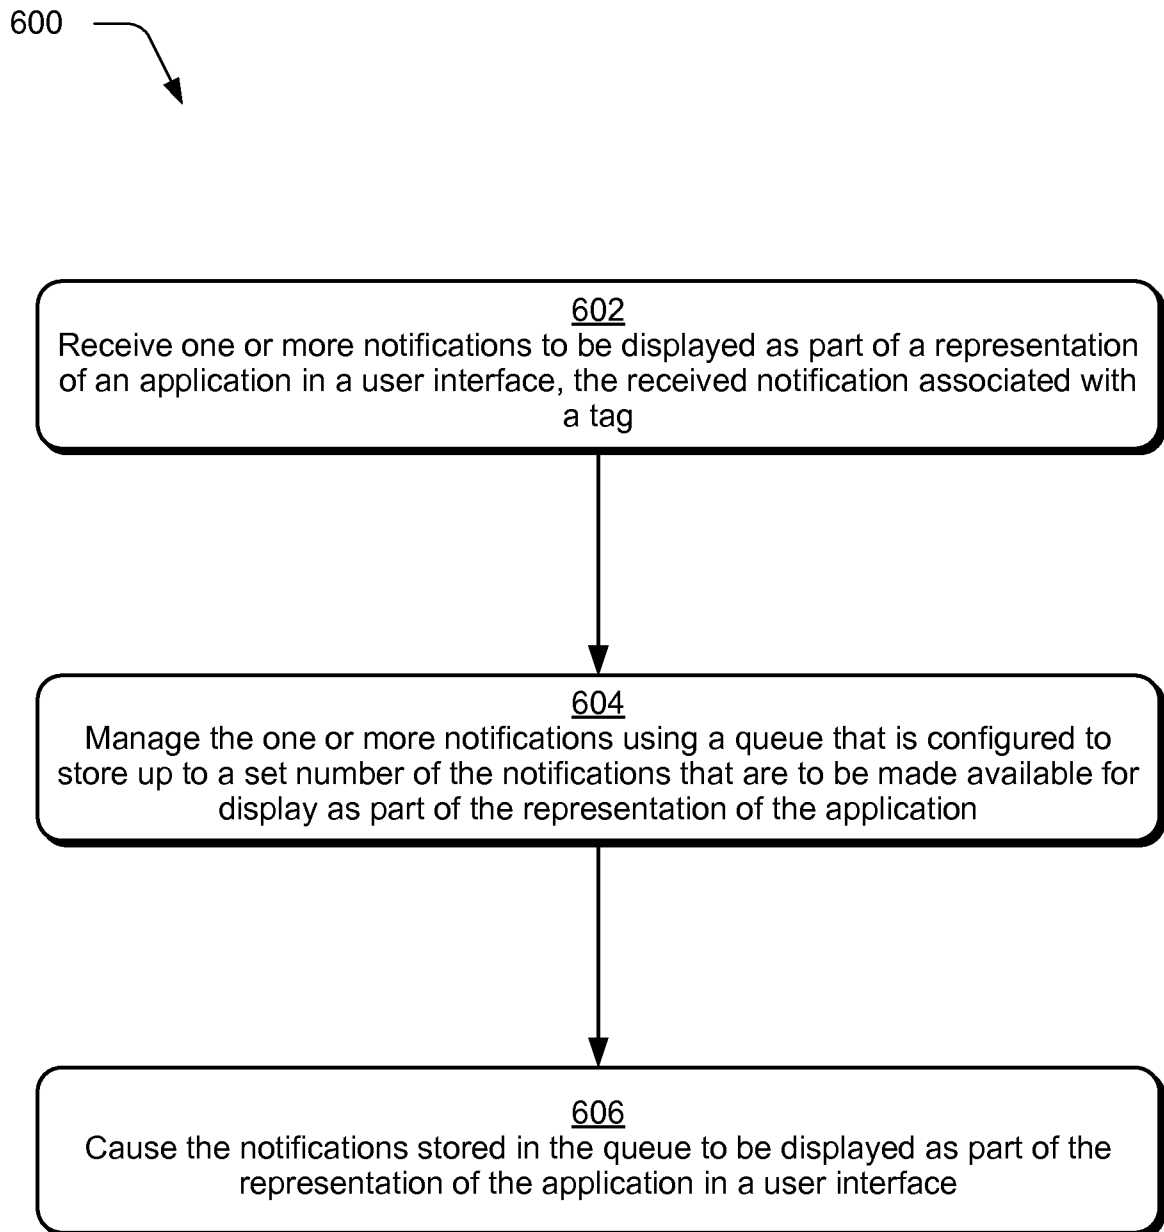 600
602
Receive one or more notifications to be displayed as part of a representation
of an application in a user interface, the received notification associated with
a tag
604
Manage the one or more notifications using a queue that is configured to
store up to a set number of the notifications that are to be made available for
display as part of the representation of the application
606
Cause the notifications stored in the queue to be displayed as part of the
representation of the application in a user interface